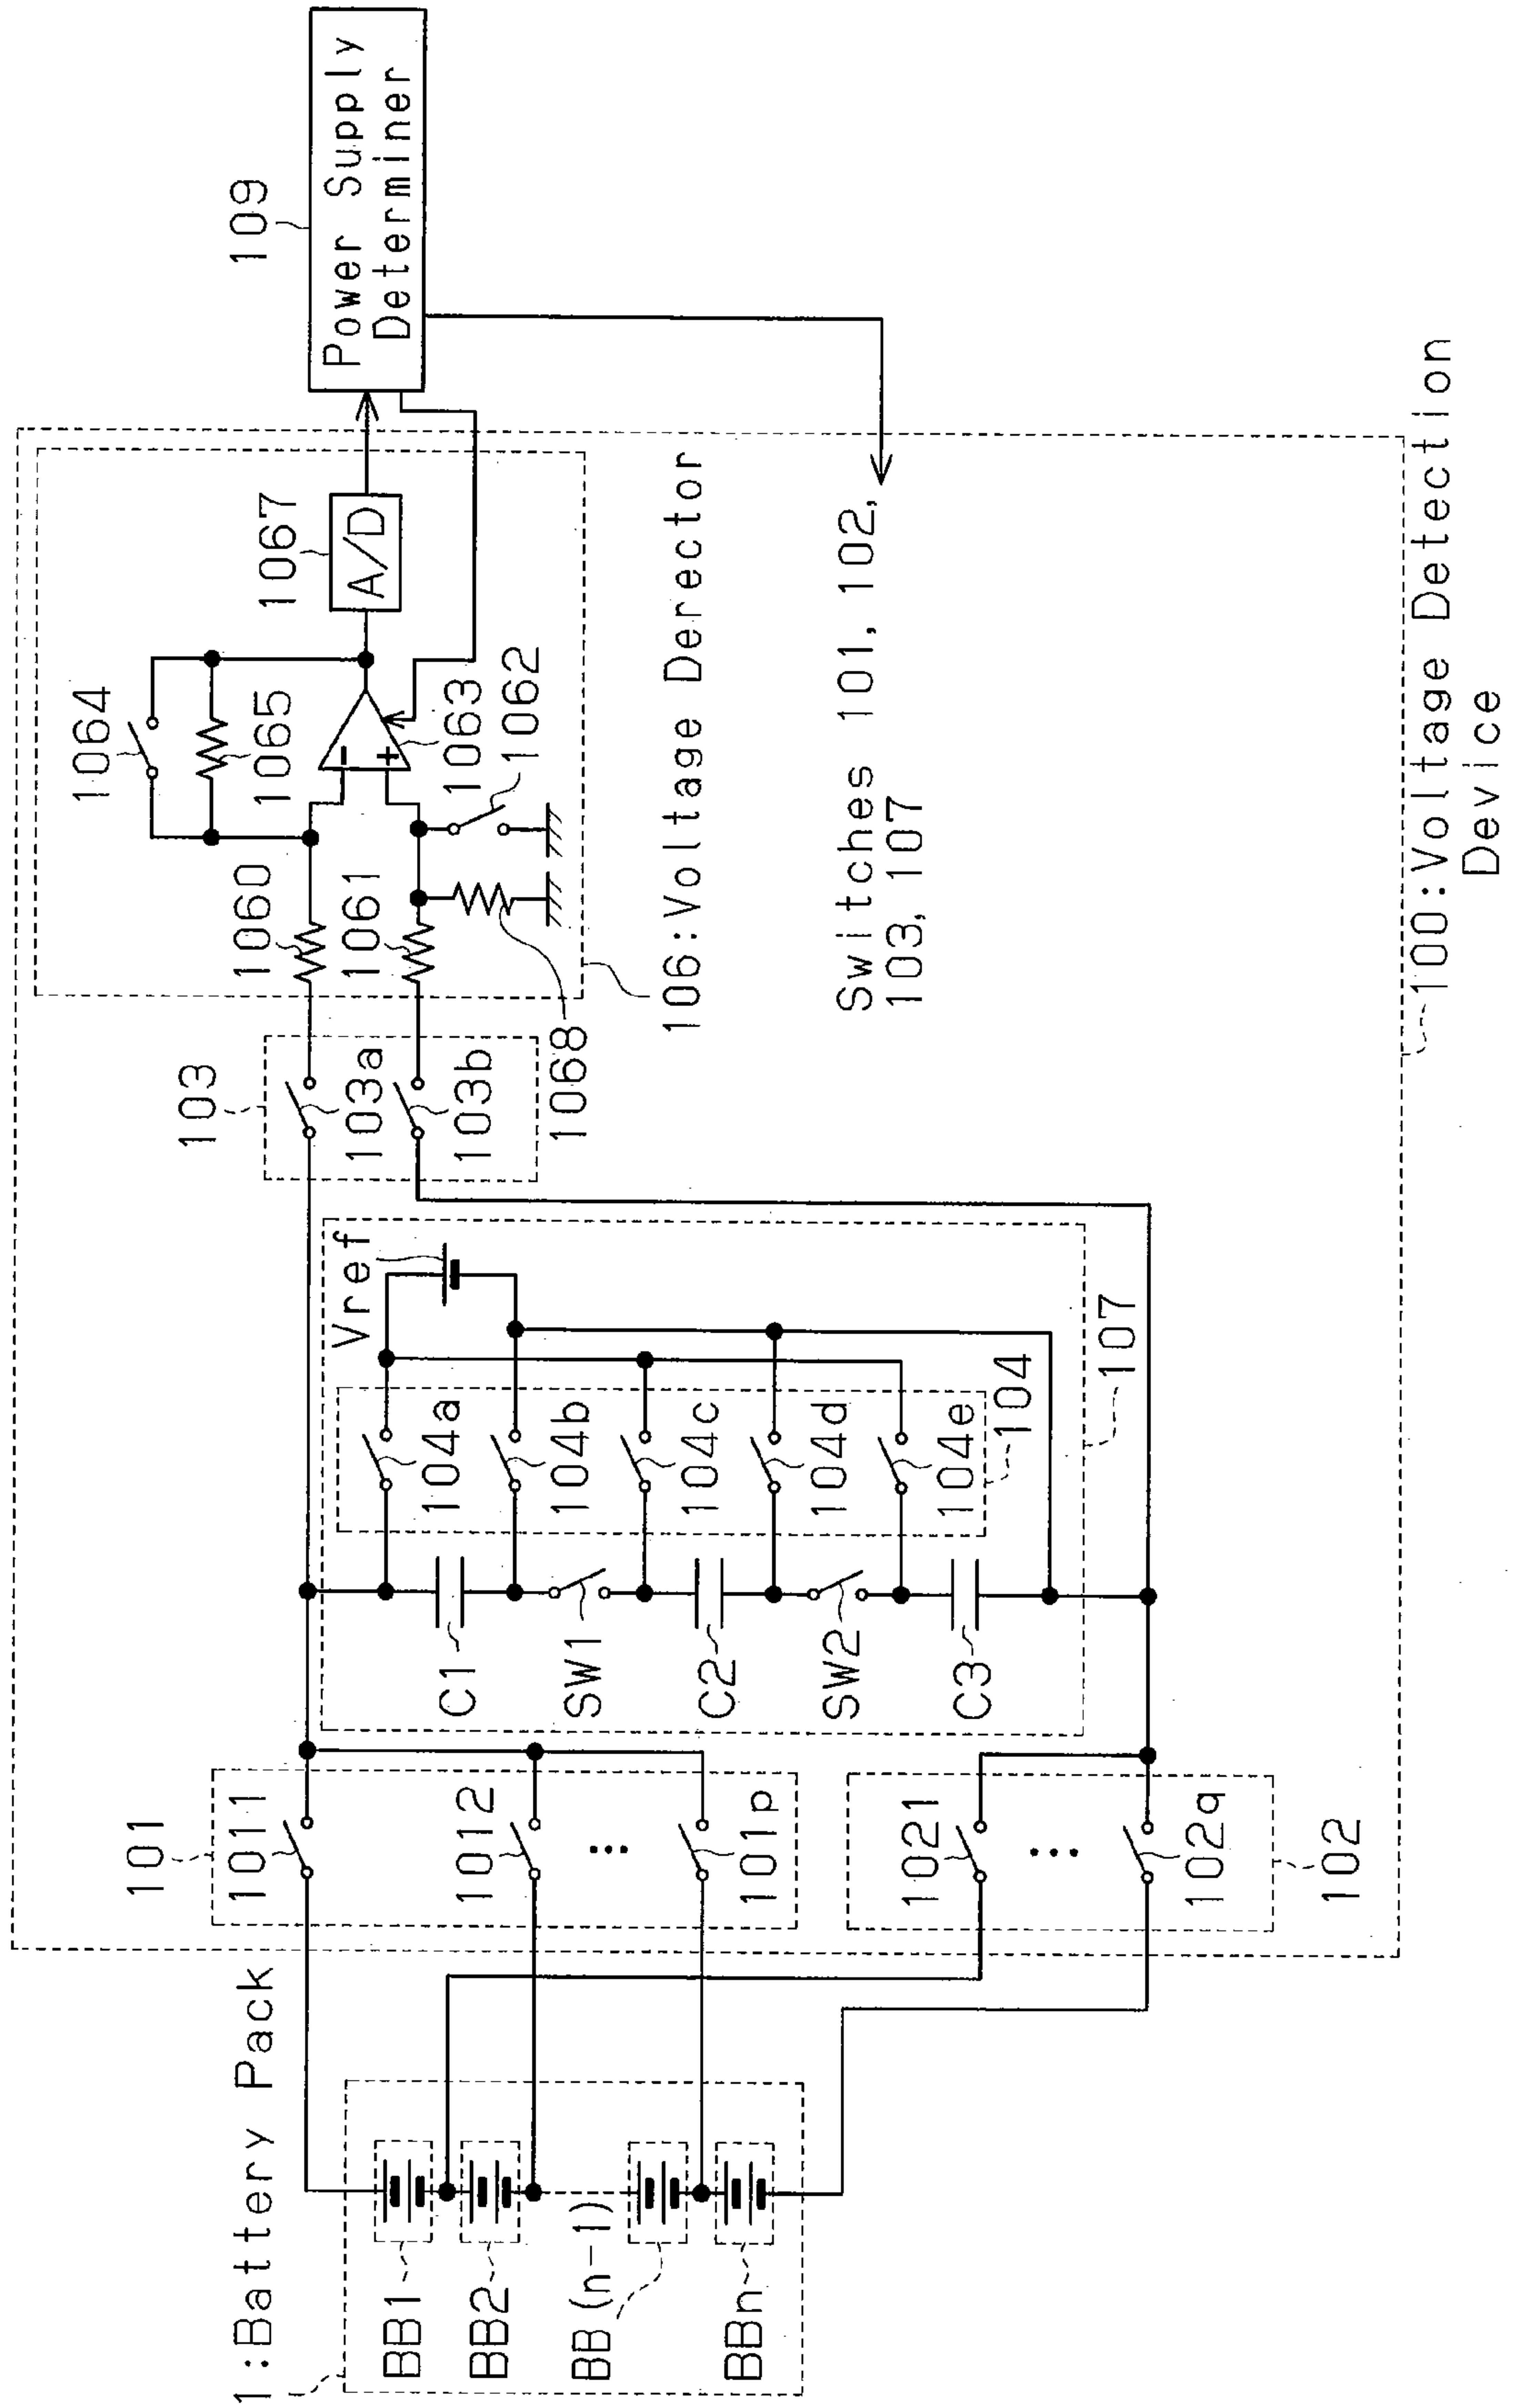 1:Battery Pack
BB1
BB2
BB(n-1)
BBn
101
1011
1012
101p
1021
102q
102
C1
SW1
C2
SW2
C3
Vref
104a
104b
104c
104d
104e
104
107
103
103a
103b
1060
1061
1068
1064
1065
1063
1062
1067
A/D
-
+
106:Voltage Derector
109
Power Supply
Determiner
Switches 101, 102,
103, 107
100:Voltage Detection
Device